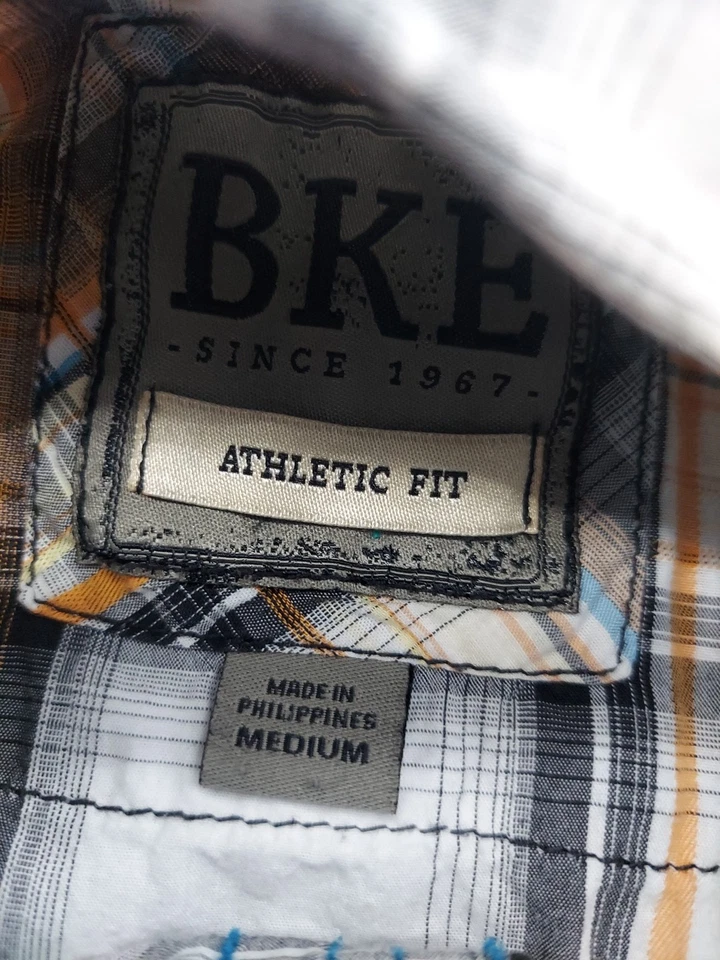 BKE
-SINCE 1967-
ATHLETIC FIT
MADE IN
PHILIPPINES
MEDIUM